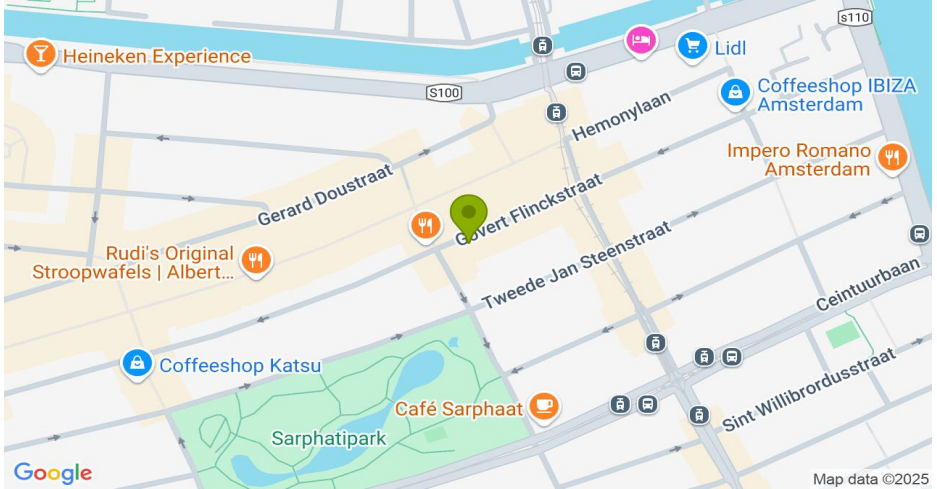 s110
Heineken Experience
Lidl
S100
Coffeeshop IBIZA
Amsterdam
Hemonylaan
Impero Romano
Amsterdam
Gerard Doustraat
Govert Flinckstraat
Rudi's Original
Stroopwafels | Albert...
Tweede Jan Steenstraat
Ceintuurbaan
Coffeeshop Katsu
Café Sarphaat
Sint Willibrordusstraat
Sarphatipark
Google
Map data ©2025